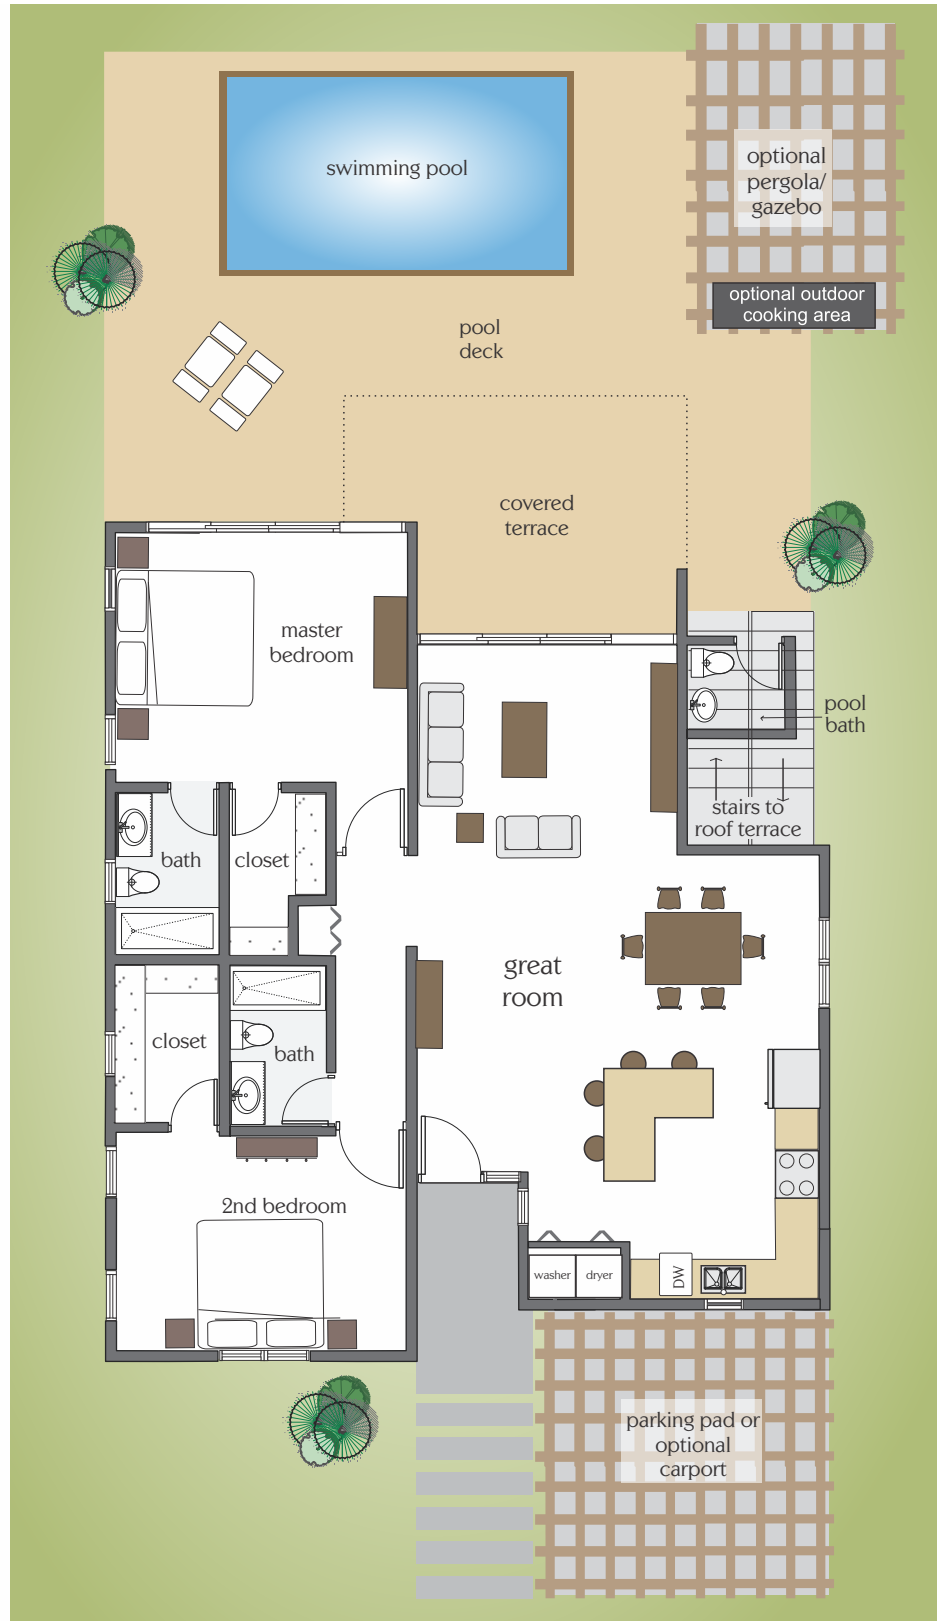 swimming pool
optional
pergola/
gazebo
optional outdoor
cooking area
pool
deck
covered
terrace
master
bedroom
pool
bath
stairs to
roof terrace
bath
closet
great
room
closet
bath
2nd bedroom
washer
dryer
DW
parking pad or
optional
carport